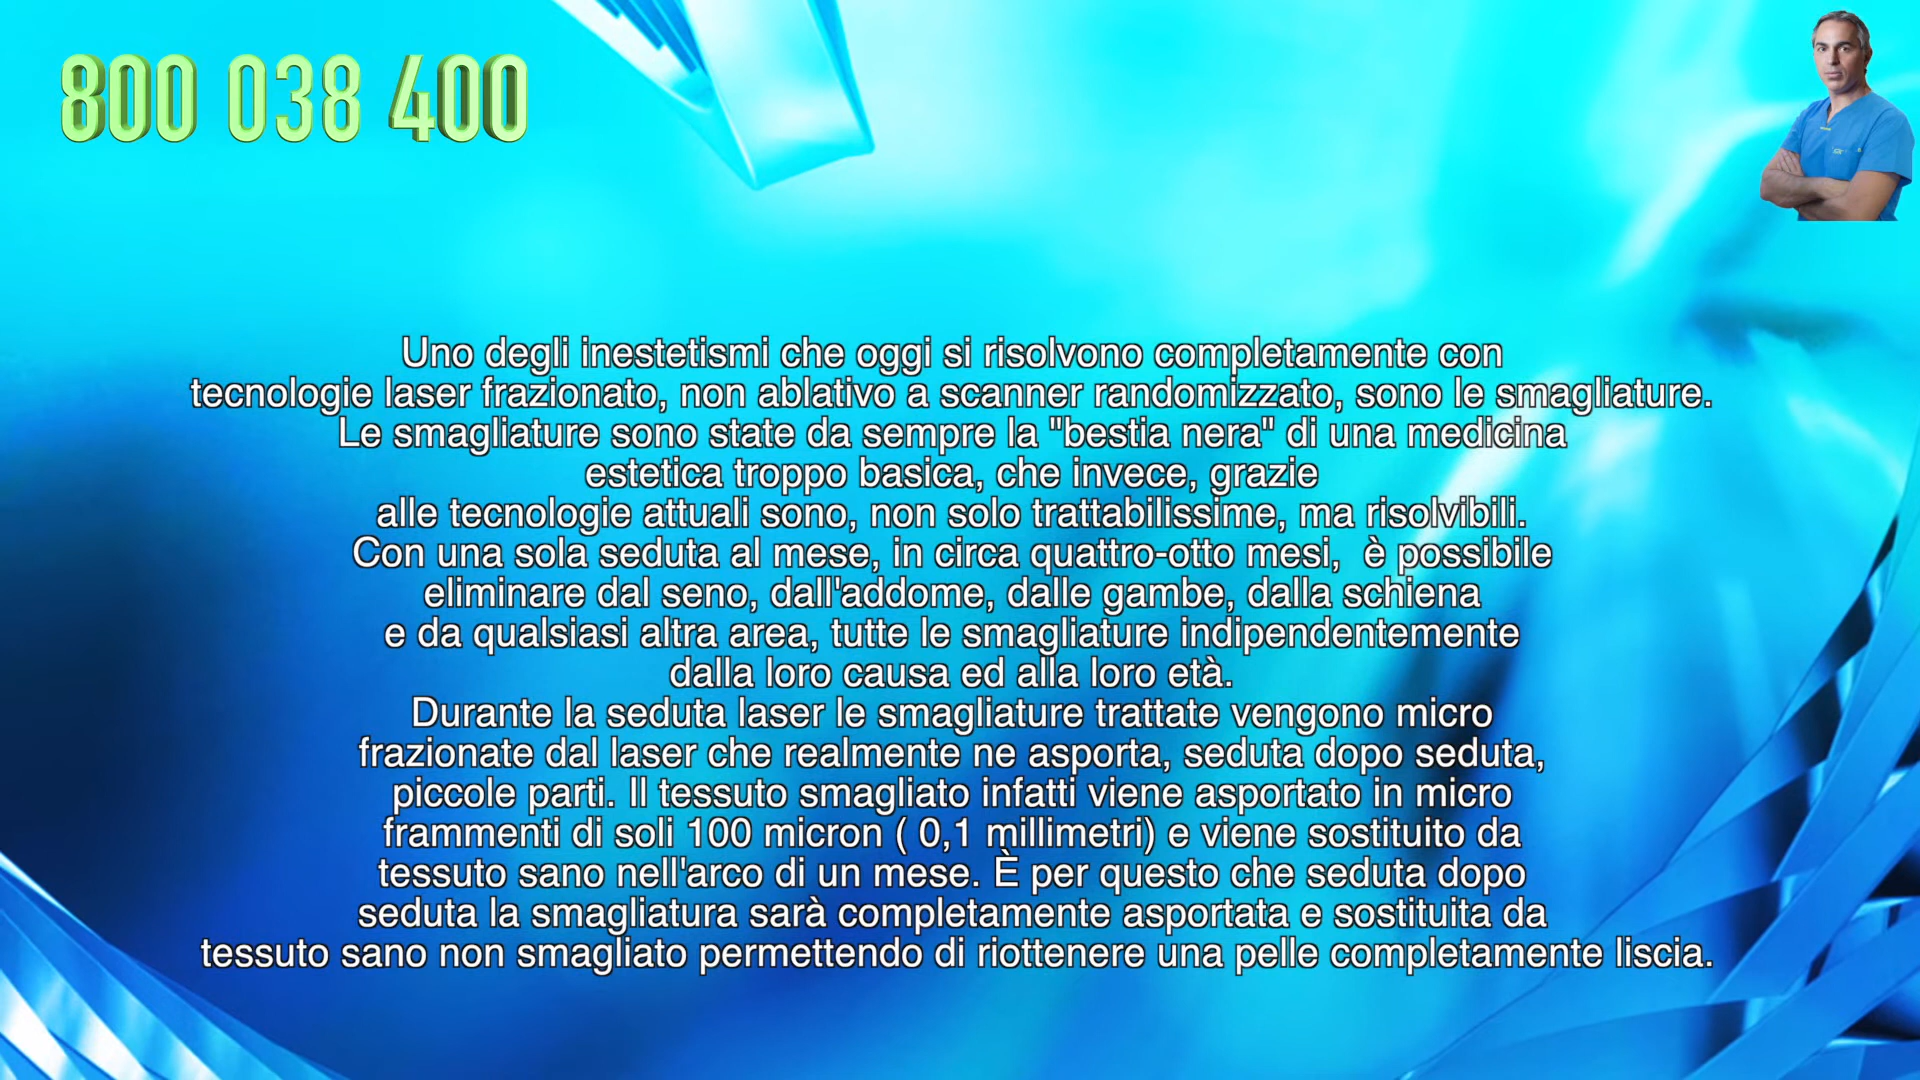 800 038 400
Uno degli inestetismi che oggi si risolvono completamente con
tecnologie laser frazionato, non ablativo a scanner randomizzato, sono le smagliature.
Le smagliature sono state da sempre la "bestia nera" di una medicina
estetica troppo basica, che invece, grazie
alle tecnologie attuali sono, non solo trattabilissime, ma risolvibili.
Con una sola seduta al mese, in circa quattro-otto mesi,  è possibile
eliminare dal seno, dall'addome, dalle gambe, dalla schiena
e da qualsiasi altra area, tutte le smagliature indipendentemente
dalla loro causa ed alla loro età.
Durante la seduta laser le smagliature trattate vengono micro
frazionate dal laser che realmente ne asporta, seduta dopo seduta,
piccole parti. Il tessuto smagliato infatti viene asportato in micro
frammenti di soli 100 micron ( 0,1 millimetri) e viene sostituito da
tessuto sano nell'arco di un mese. È per questo che seduta dopo
seduta la smagliatura sarà completamente asportata e sostituita da
tessuto sano non smagliato permettendo di riottenere una pelle completamente liscia.